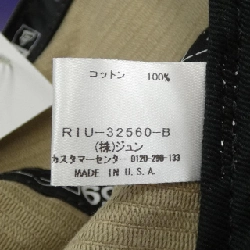 コットン 100%
RIU-32560-B
(株)ジュン
カスタマーセンター 0120-298-133
MADE IN U.S.A.